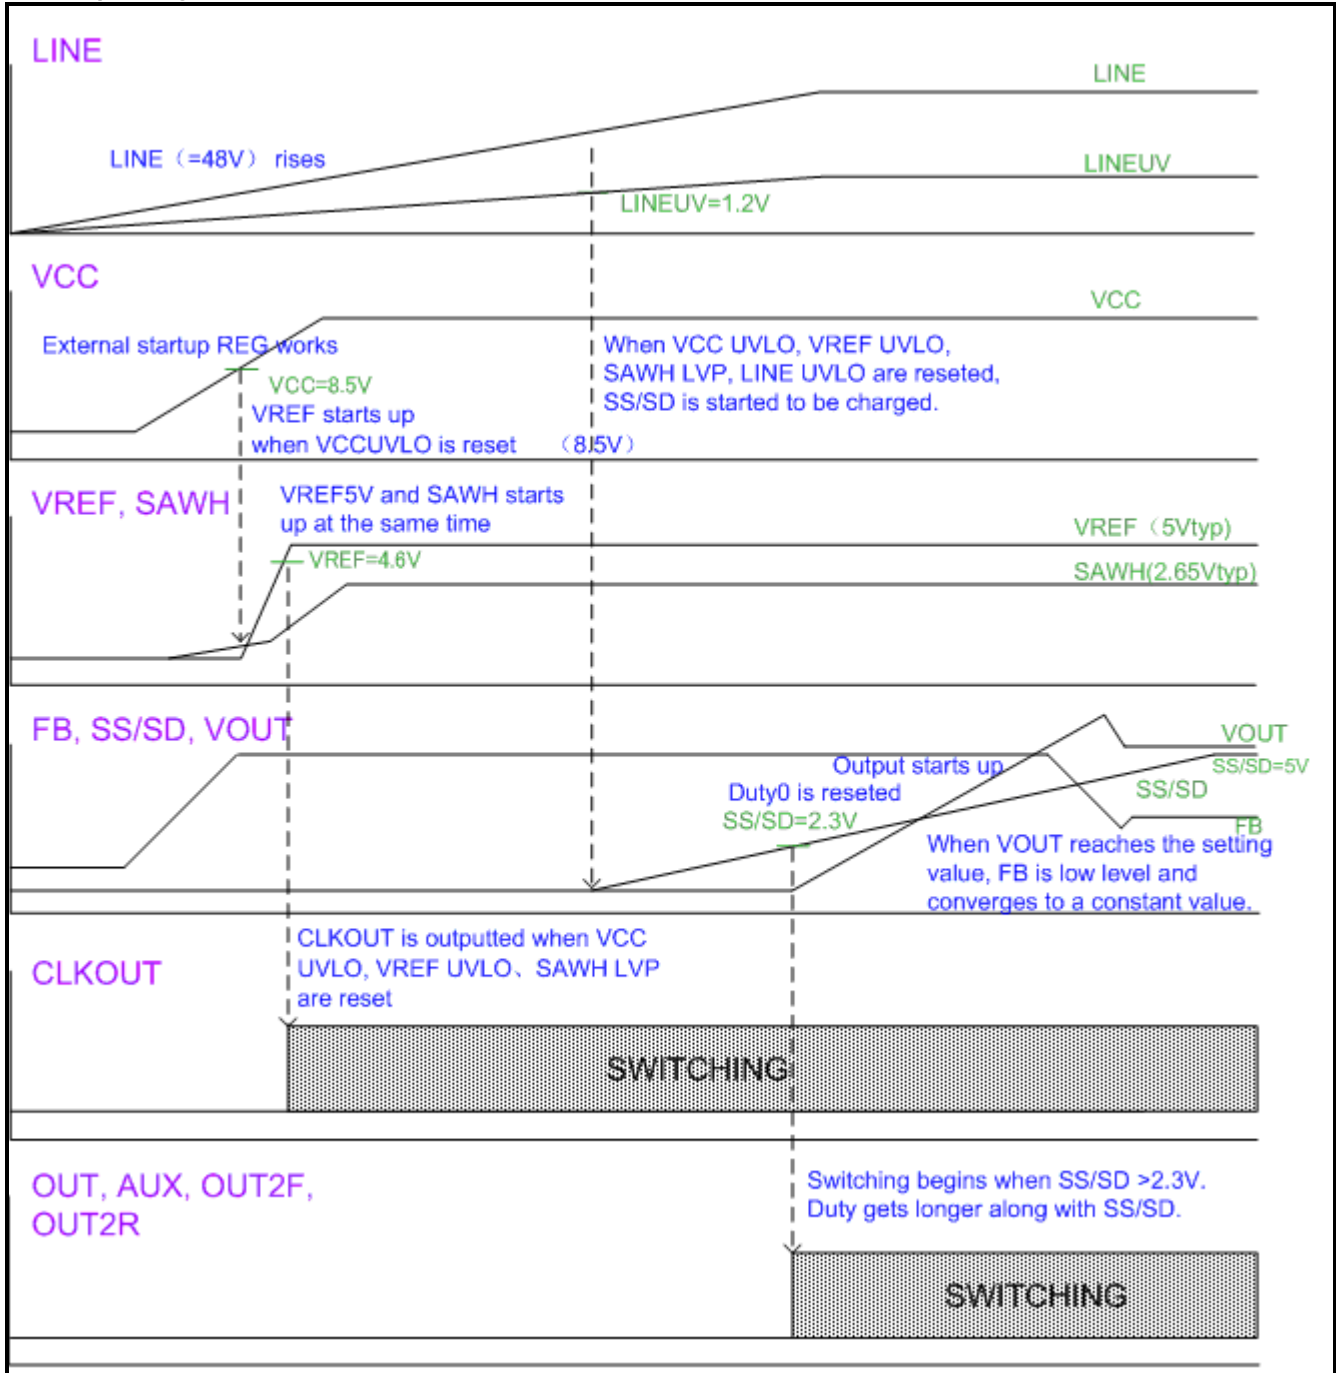 LINE
LINE
LINE（=48V） rises
LINEUV
LINEUV=1.2V
VCC
VCC
External startup REG works
When VCC UVLO, VREF UVLO,
SAWH LVP, LINE UVLO are reseted,
SS/SD is started to be charged.
VCC=8.5V
VREF starts up
when VCCUVLO is reset （8.5V）
VREF, SAWH
VREF5V and SAWH starts
up at the same time
VREF（5Vtyp)
VREF=4.6V
SAWH(2.65Vtyp)
FB, SS/SD, VOUT
VOUT
Output starts up
SS/SD=5V
Duty0 is reseted
SS/SD
SS/SD=2.3V
FB
When VOUT reaches the setting
value, FB is low level and
converges to a constant value.
CLKOUT is outputted when VCC
UVLO, VREF UVLO、SAWH LVP
are reset
CLKOUT
SWITCHING
OUT, AUX, OUT2F,
OUT2R
Switching begins when SS/SD >2.3V.
Duty gets longer along with SS/SD.
SWITCHING